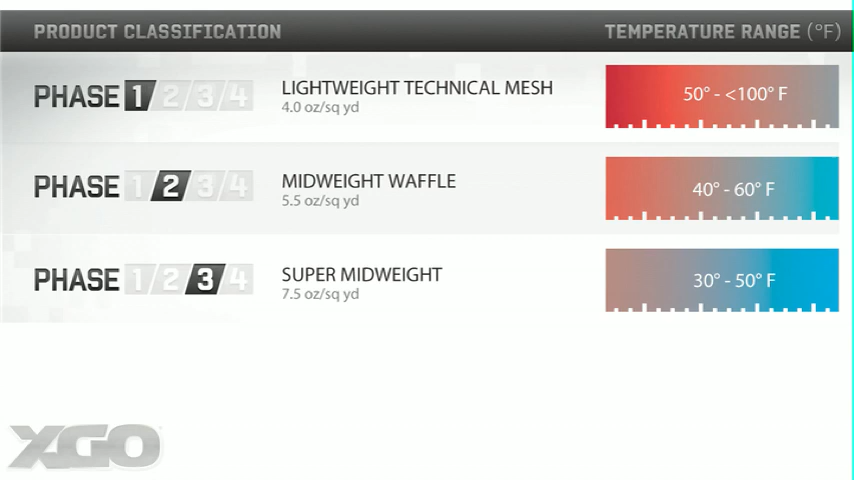 PRODUCT CLASSIFICATION TEMPERATURE RANGE (°F)
PHASE 1 2 3 4 LIGHTWEIGHT TECHNICAL MESH 50° - <100° F
4.0 oz/sq yd
PHASE 1 2 3 4 MIDWEIGHT WAFFLE 40° - 60° F
5.5 oz/sq yd
PHASE 1 2 3 4 SUPER MIDWEIGHT 30° - 50° F
7.5 oz/sq yd
XGO